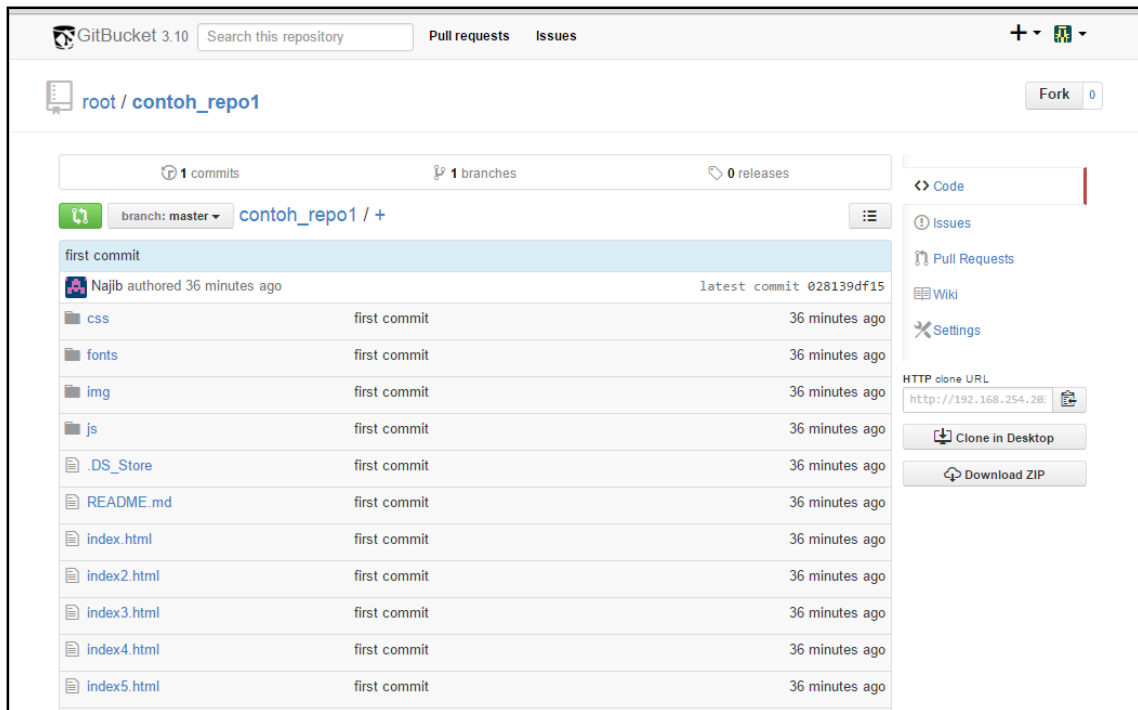 GitBucket 3.10 Search this repository Pull requests Issues
root / contoh_repo1 Fork 0
1 commits 1 branches 0 releases
branch: master contoh_repo1 / +
first commit
Najib authored 36 minutes ago latest commit 028139df15
css first commit 36 minutes ago
fonts first commit 36 minutes ago
img first commit 36 minutes ago
js first commit 36 minutes ago
.DS_Store first commit 36 minutes ago
README.md first commit 36 minutes ago
index.html first commit 36 minutes ago
index2.html first commit 36 minutes ago
index3.html first commit 36 minutes ago
index4.html first commit 36 minutes ago
index5.html first commit 36 minutes ago
Code
Issues
Pull Requests
Wiki
Settings
HTTP clone URL
http://192.168.254.20
Clone in Desktop
Download ZIP